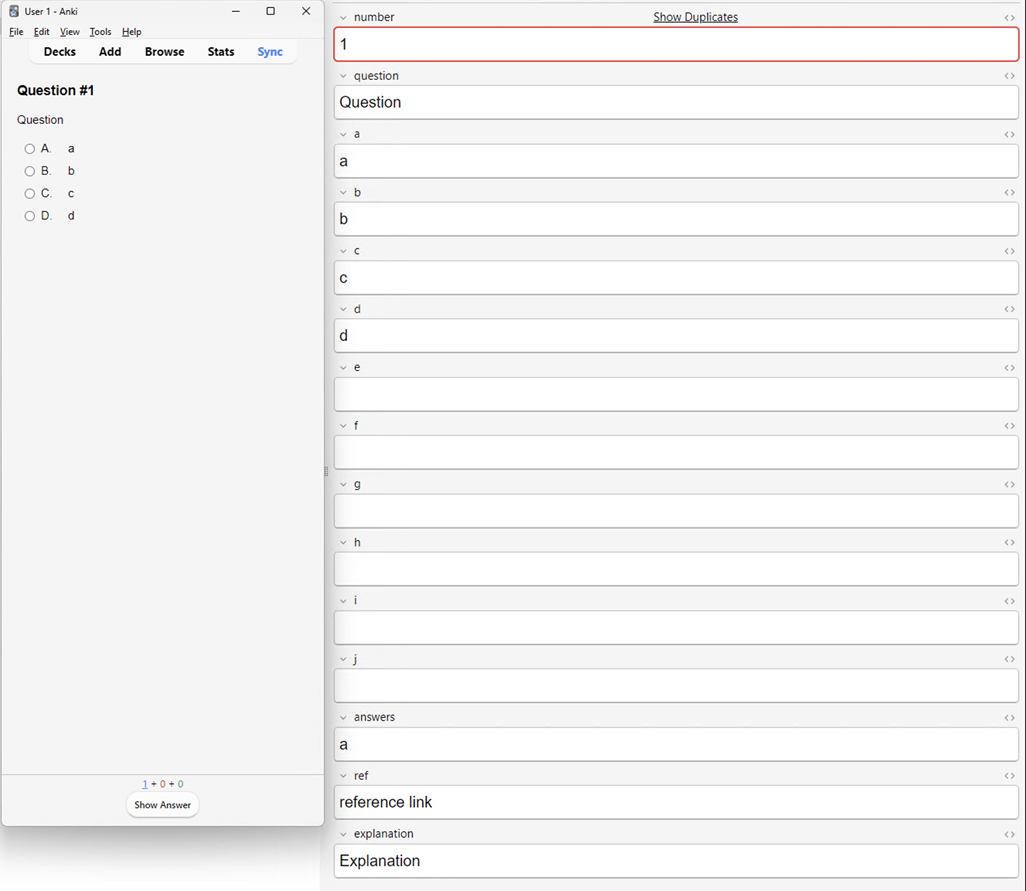 User 1 - Anki
File Edit View Tools Help
Decks Add Browse Stats Sync
Question #1
Question
A. a
B. b
C. c
D. d
1 + 0 + 0
Show Answer
number Show Duplicates
1
question
Question
a
a
b
b
c
c
d
d
e
f
g
h
i
j
answers
a
ref
reference link
explanation
Explanation